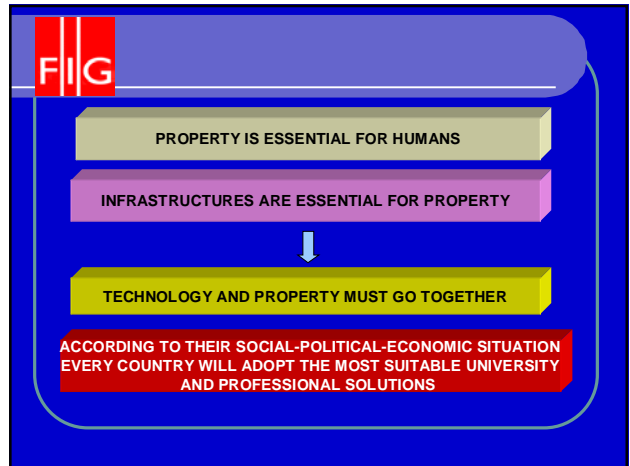 FIG
PROPERTY IS ESSENTIAL FOR HUMANS
INFRASTRUCTURES ARE ESSENTIAL FOR PROPERTY
TECHNOLOGY AND PROPERTY MUST GO TOGETHER
ACCORDING TO THEIR SOCIAL-POLITICAL-ECONOMIC SITUATION
EVERY COUNTRY WILL ADOPT THE MOST SUITABLE UNIVERSITY
AND PROFESSIONAL SOLUTIONS